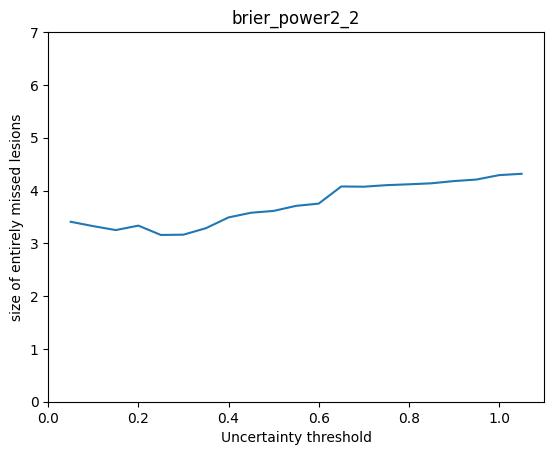 brier_power2_2
size of entirely missed lesions
7
6
5
4
3
2
1
0
0.0 0.2 0.4 0.6 0.8 1.0
Uncertainty threshold